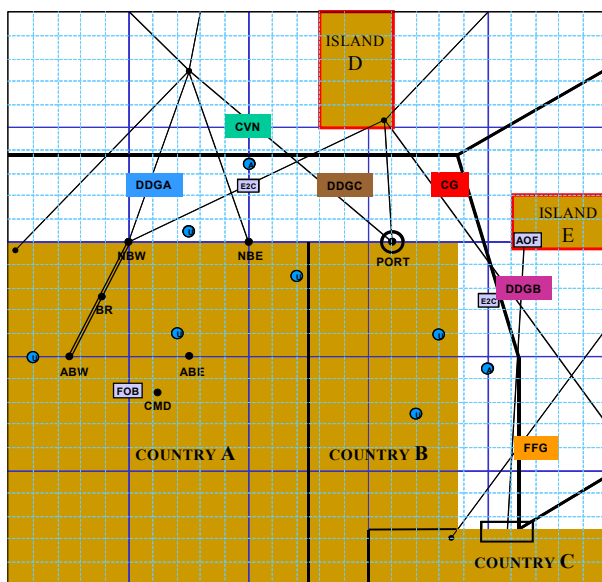 ISLAND
D
CVN
A
DDGA
E2C
DDGC
CG
ISLAND
E
U
NBW
NBE
PORT
AOF
U
BR
DDGB
E2C
U
U
U
ABW
ABE
A
FOB
CMD
U
COUNTRY A
COUNTRY B
FFG
COUNTRY C